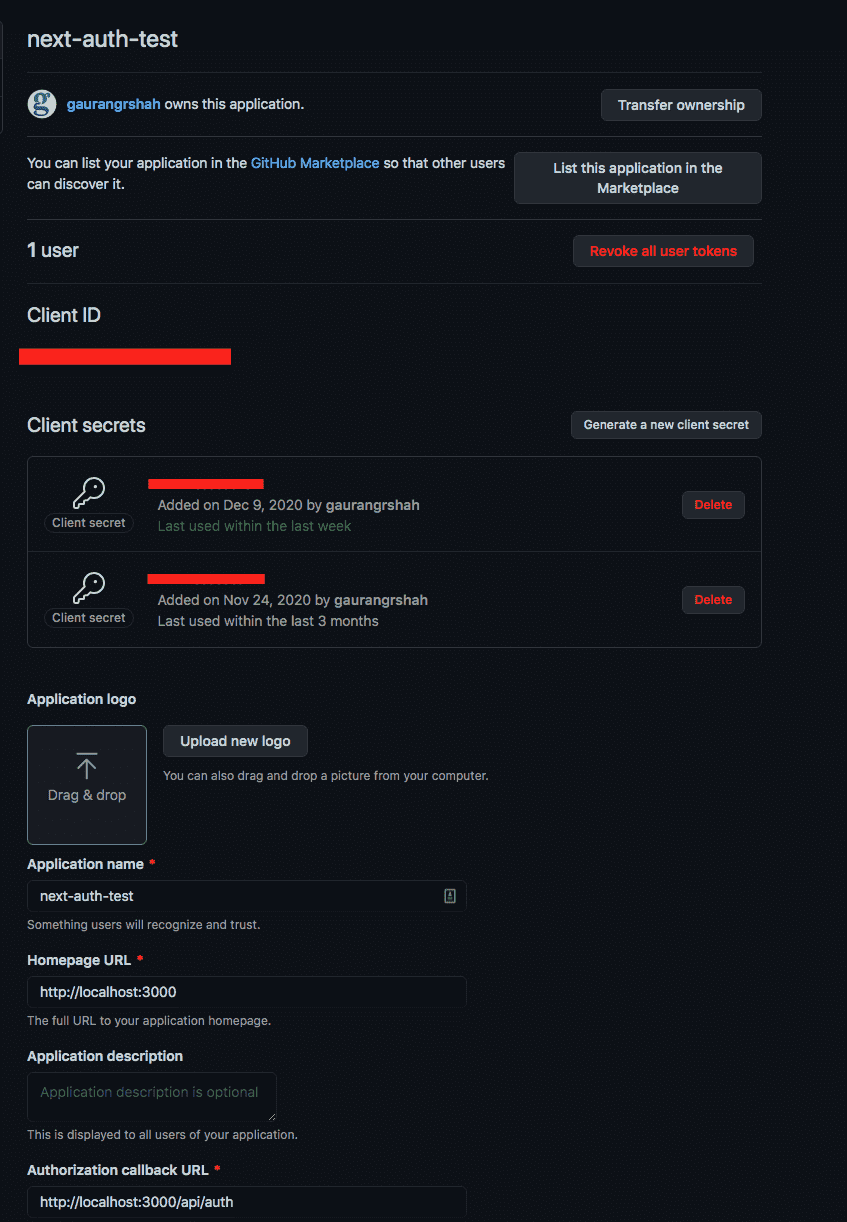 next-auth-test
gaurangrshah owns this application.
Transfer ownership
You can list your application in the GitHub Marketplace so that other users
can discover it.
List this application in the
Marketplace
1 user
Revoke all user tokens
Client ID
Client secrets
Generate a new client secret
Client secret
Added on Dec 9, 2020 by gaurangrshah
Last used within the last week
Delete
Client secret
Added on Nov 24, 2020 by gaurangrshah
Last used within the last 3 months
Delete
Application logo
Drag & drop
Upload new logo
You can also drag and drop a picture from your computer.
Application name *
next-auth-test
Something users will recognize and trust.
Homepage URL *
http://localhost:3000
The full URL to your application homepage.
Application description
Application description is optional
This is displayed to all users of your application.
Authorization callback URL *
http://localhost:3000/api/auth